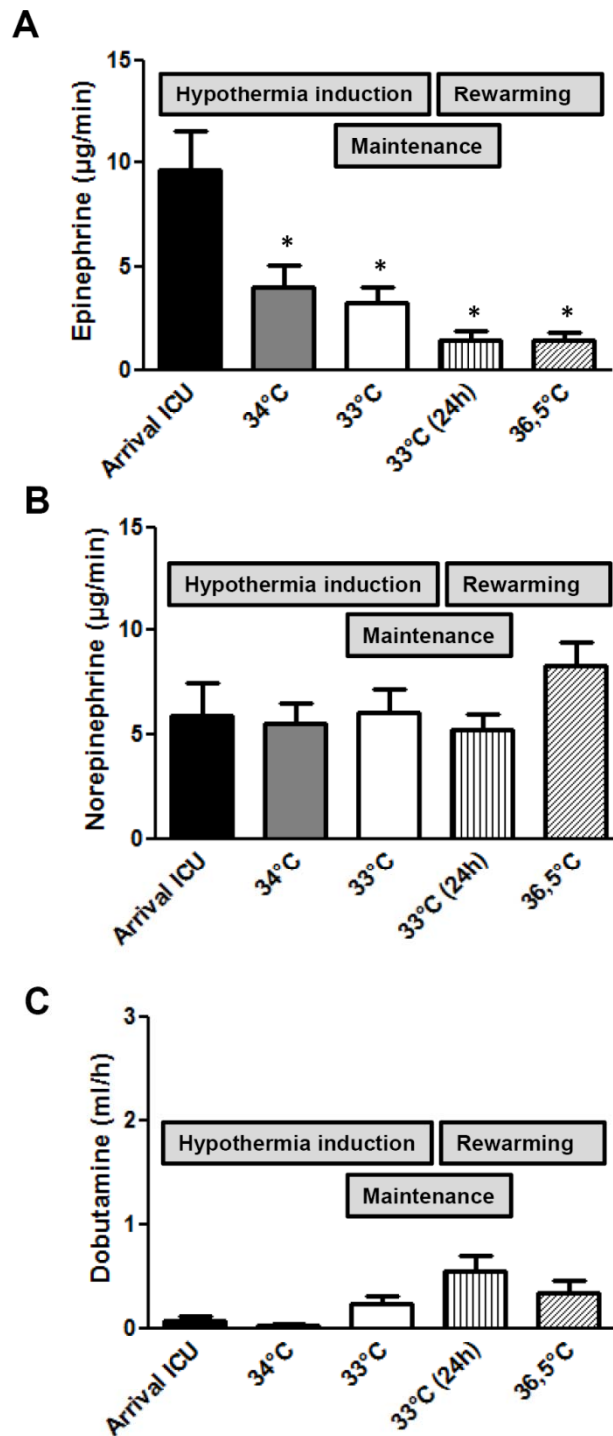 A
Epinephrine (µg/min)
15
10
5
0
Hypothermia induction
Rewarming
Maintenance
*
*
*
*
Arrival ICU
34°C
33°C
33°C (24h)
36,5°C
B
Norepinephrine (µg/min)
15
10
5
0
Hypothermia induction
Rewarming
Maintenance
Arrival ICU
34°C
33°C
33°C (24h)
36,5°C
C
Dobutamine (ml/h)
3
2
1
0
Hypothermia induction
Rewarming
Maintenance
Arrival ICU
34°C
33°C
33°C (24h)
36,5°C